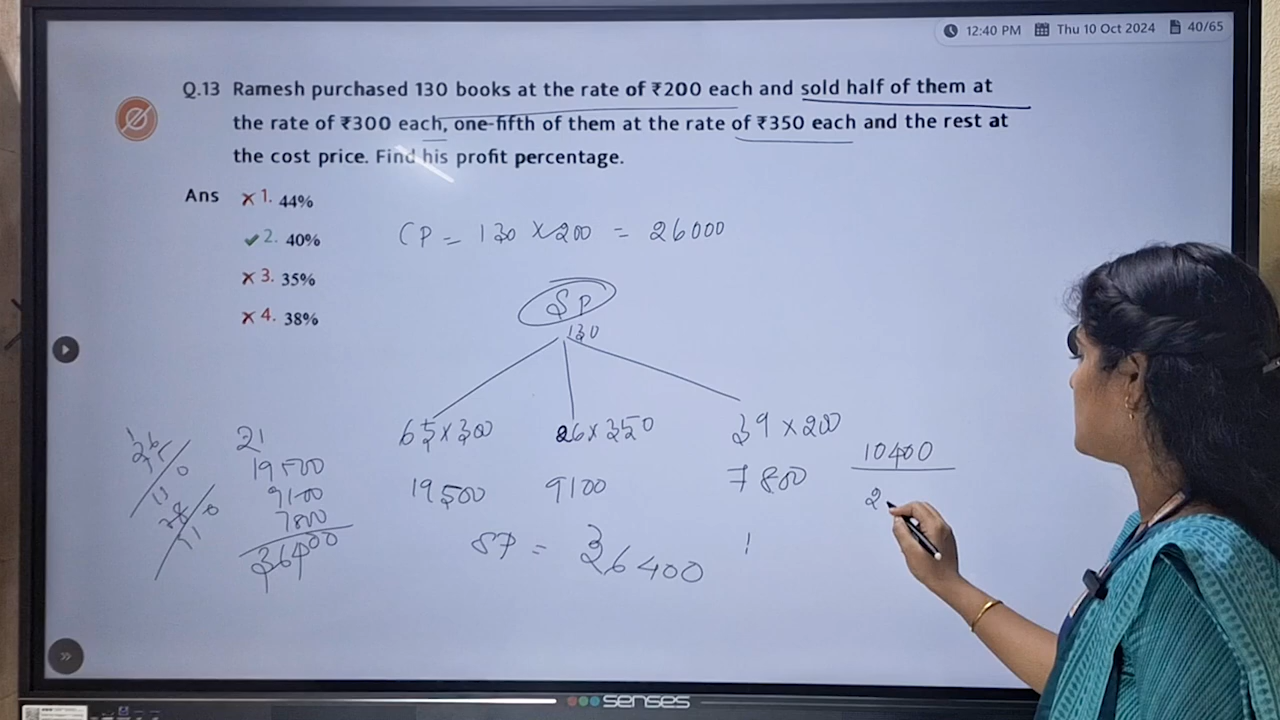 12:40 PM Thu 10 Oct 2024 40/65
Q.13 Ramesh purchased 130 books at the rate of ₹200 each and sold half of them at
the rate of ₹300 each, one-fifth of them at the rate of ₹350 each and the rest at
the cost price. Find his profit percentage.
Ans
1. 44%
2. 40%
3. 35%
4. 38%
CP = 130 × 200 = 26000
SP
130
65 × 300 26 × 350 39 × 200
19500 9100 7800
SP = 36400
21
19500
9100
7800
36400
10400
2
senses